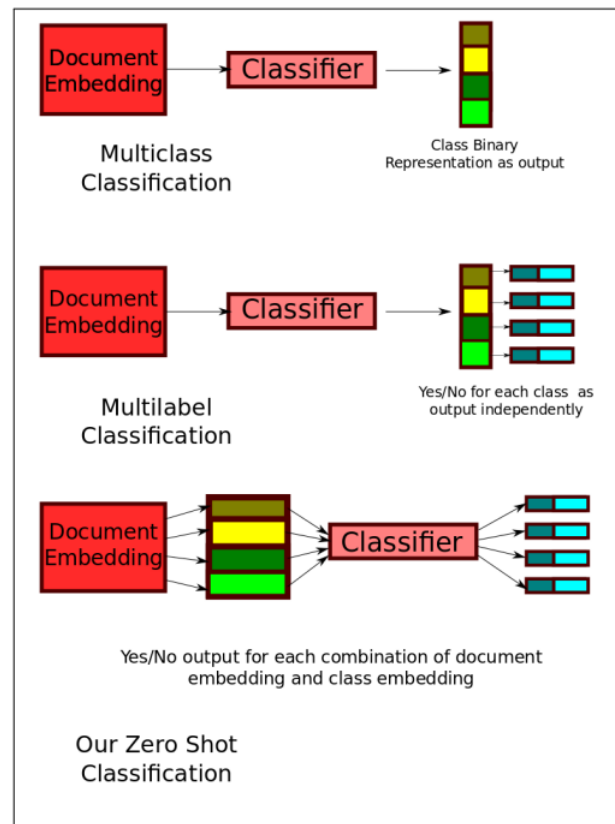 Document
Embedding
Classifier
Multiclass
Classification
Class Binary
Representation as output
Document
Embedding
Classifier
Multilabel
Classification
Yes/No for each class as
output independently
Document
Embedding
Classifier
Yes/No output for each combination of document
embedding and class embedding
Our Zero Shot
Classification